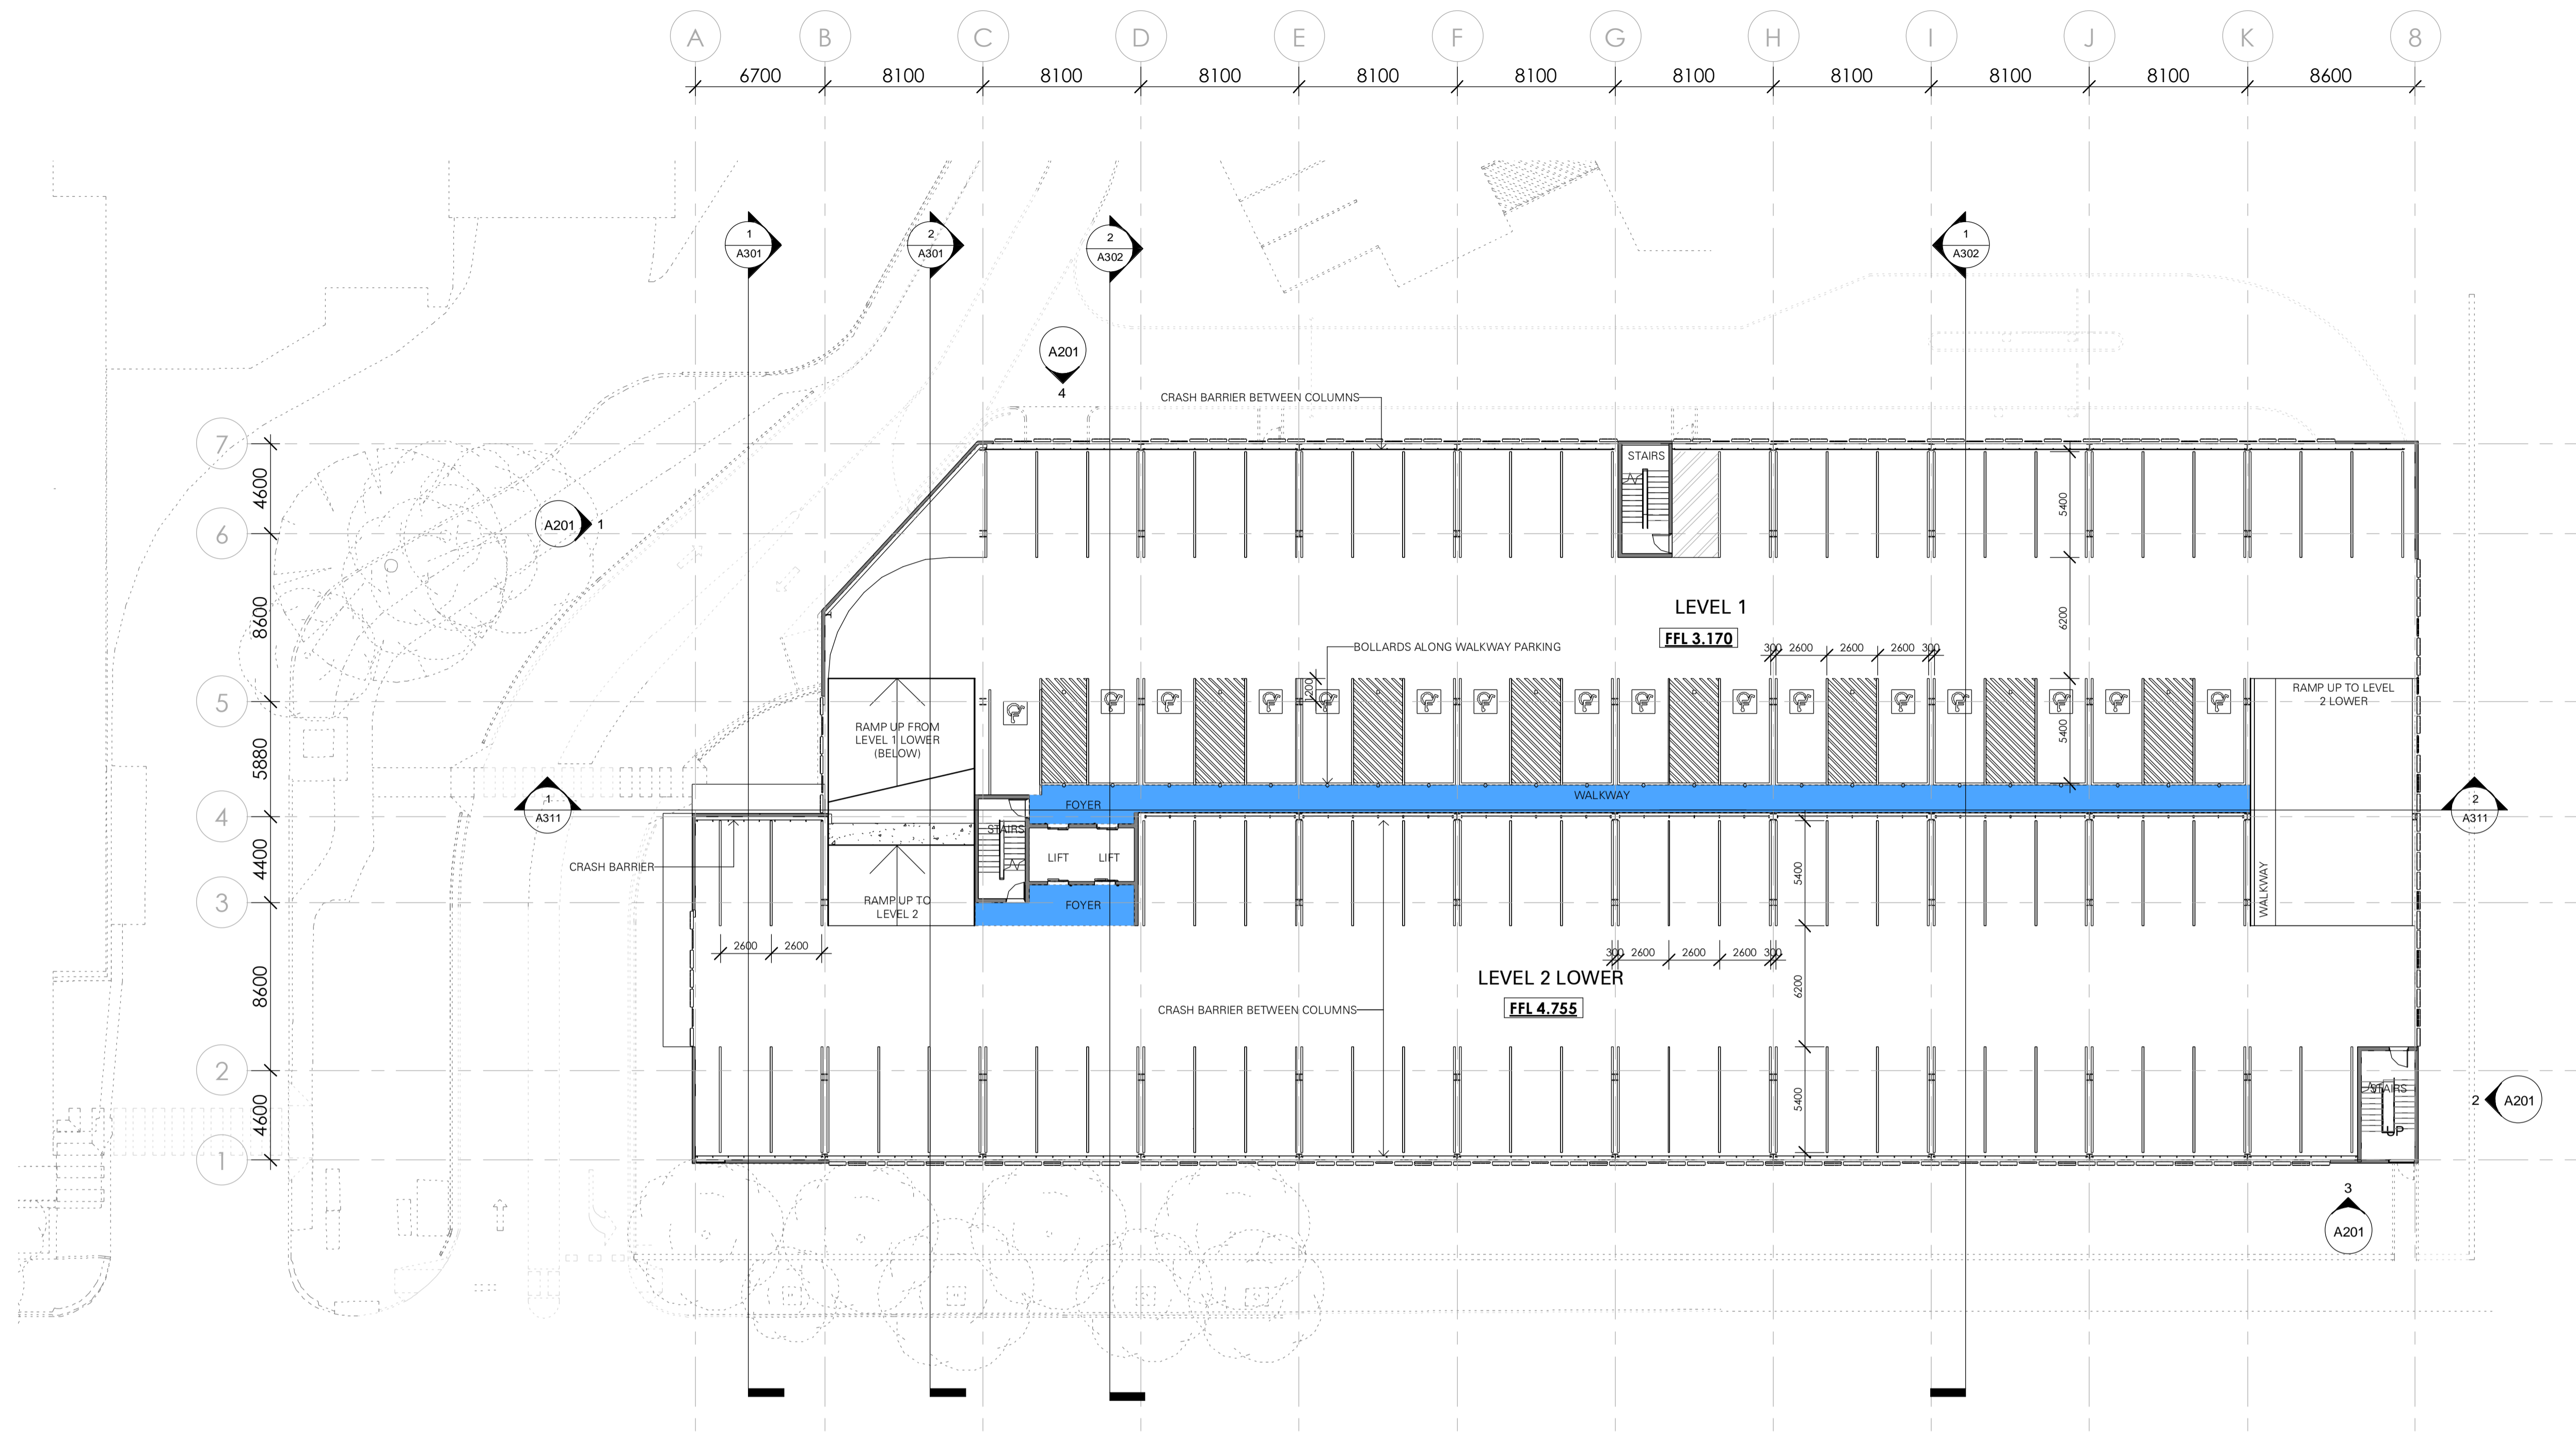 A B C D E F G H I J K 8
6700 8100 8100 8100 8100 8100 8100 8100 8100 8100 8600
1
A301
2
A301
2
A302
1
A302
A201
4
CRASH BARRIER BETWEEN COLUMNS
7
4600
STAIRS
5400
A201 1
6
8600
LEVEL 1
FFL 3.170
6200
BOLLARDS ALONG WALKWAY PARKING
300 2600 2600 2600 300
1200
5
RAMP UP FROM
LEVEL 1 LOWER
(BELOW)
RAMP UP TO LEVEL
2 LOWER
5400
5880
WALKWAY
FOYER
1
A311
2
A311
4
STAIRS
LIFT LIFT
CRASH BARRIER
4400
5400
WALKWAY
3
RAMP UP TO
LEVEL 2
FOYER
2600 2600
300 2600 2600 2600 300
LEVEL 2 LOWER
FFL 4.755
8600
6200
CRASH BARRIER BETWEEN COLUMNS
2
STAIRS
UP
2 A201
4600
5400
1
3
A201